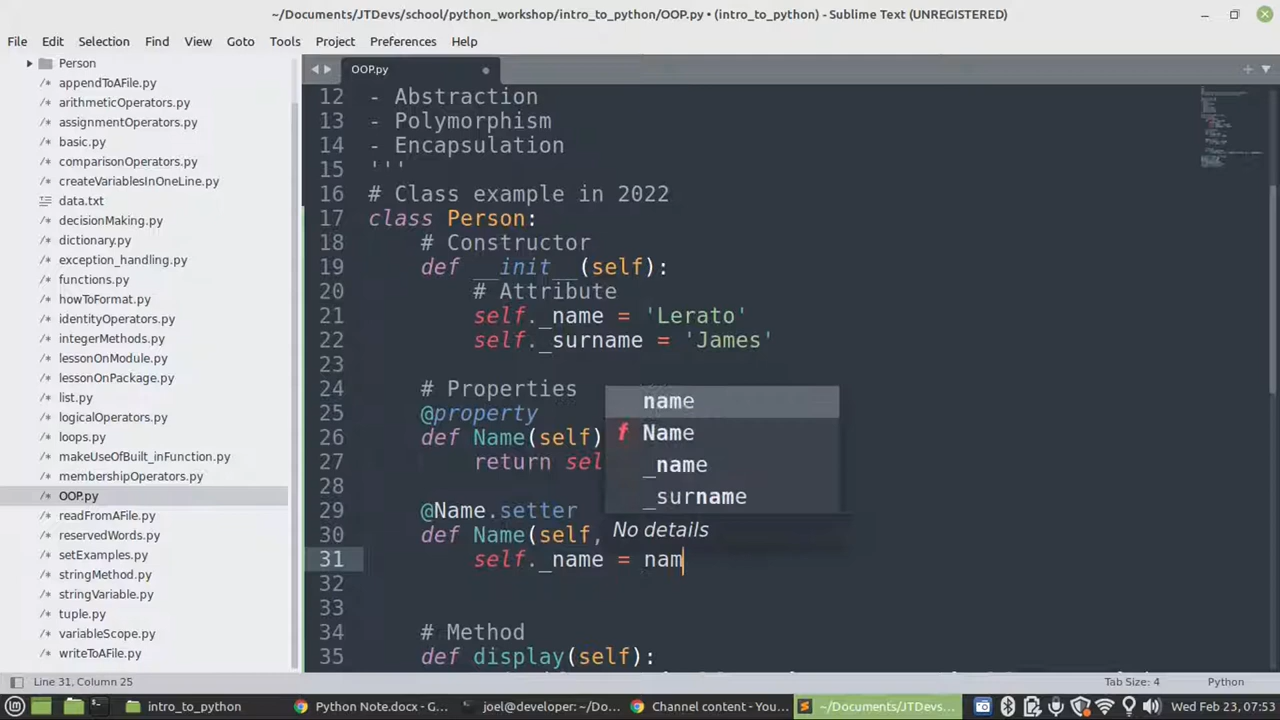 ~/Documents/JTDevs/school/python_workshop/intro_to_python/OOP.py • (intro_to_python) - Sublime Text (UNREGISTERED)
File Edit Selection Find View Goto Tools Project Preferences Help
Person
appendToAFile.py
arithmeticOperators.py
assignmentOperators.py
basic.py
comparisonOperators.py
createVariablesInOneLine.py
data.txt
decisionMaking.py
dictionary.py
exception_handling.py
functions.py
howToFormat.py
identityOperators.py
integerMethods.py
lessonOnModule.py
lessonOnPackage.py
list.py
logicalOperators.py
loops.py
makeUseOfBuilt_inFunction.py
membershipOperators.py
OOP.py
readFromAFile.py
reservedWords.py
setExamples.py
stringMethod.py
stringVariable.py
tuple.py
variableScope.py
writeToAFile.py
OOP.py
12 - Abstraction
13 - Polymorphism
14 - Encapsulation
15 '''
16 # Class example in 2022
17 class Person:
18 # Constructor
19 def __init__(self):
20 # Attribute
21 self._name = 'Lerato'
22 self._surname = 'James'
23
24 # Properties
25 @property
26 def Name(self)
27 return sel
28
29 @Name.setter
30 def Name(self,
31 self._name = nam
32
33
34 # Method
35 def display(self):
name
f Name
_name
_surname
No details
Line 31, Column 25
Tab Size: 4
Python
intro_to_python
Python Note.docx - G...
joel@developer: ~/Do...
Channel content - You...
~/Documents/JTDevs/...
Wed Feb 23, 07:53